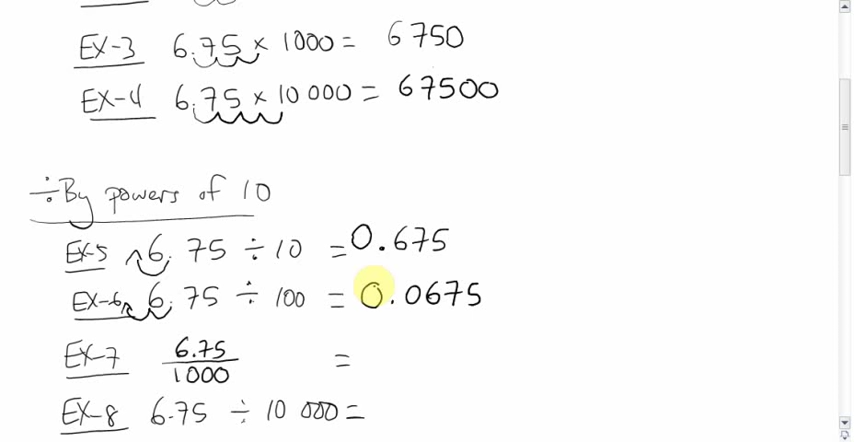 EX-3 6.75 × 1000 = 6750
EX-4 6.75 × 10 000 = 67500
÷ By powers of 10
EX-5 6.75 ÷ 10 = 0.675
EX-6 6.75 ÷ 100 = 0.0675
EX-7 6.75/1000 =
EX-8 6.75 ÷ 10 000 =